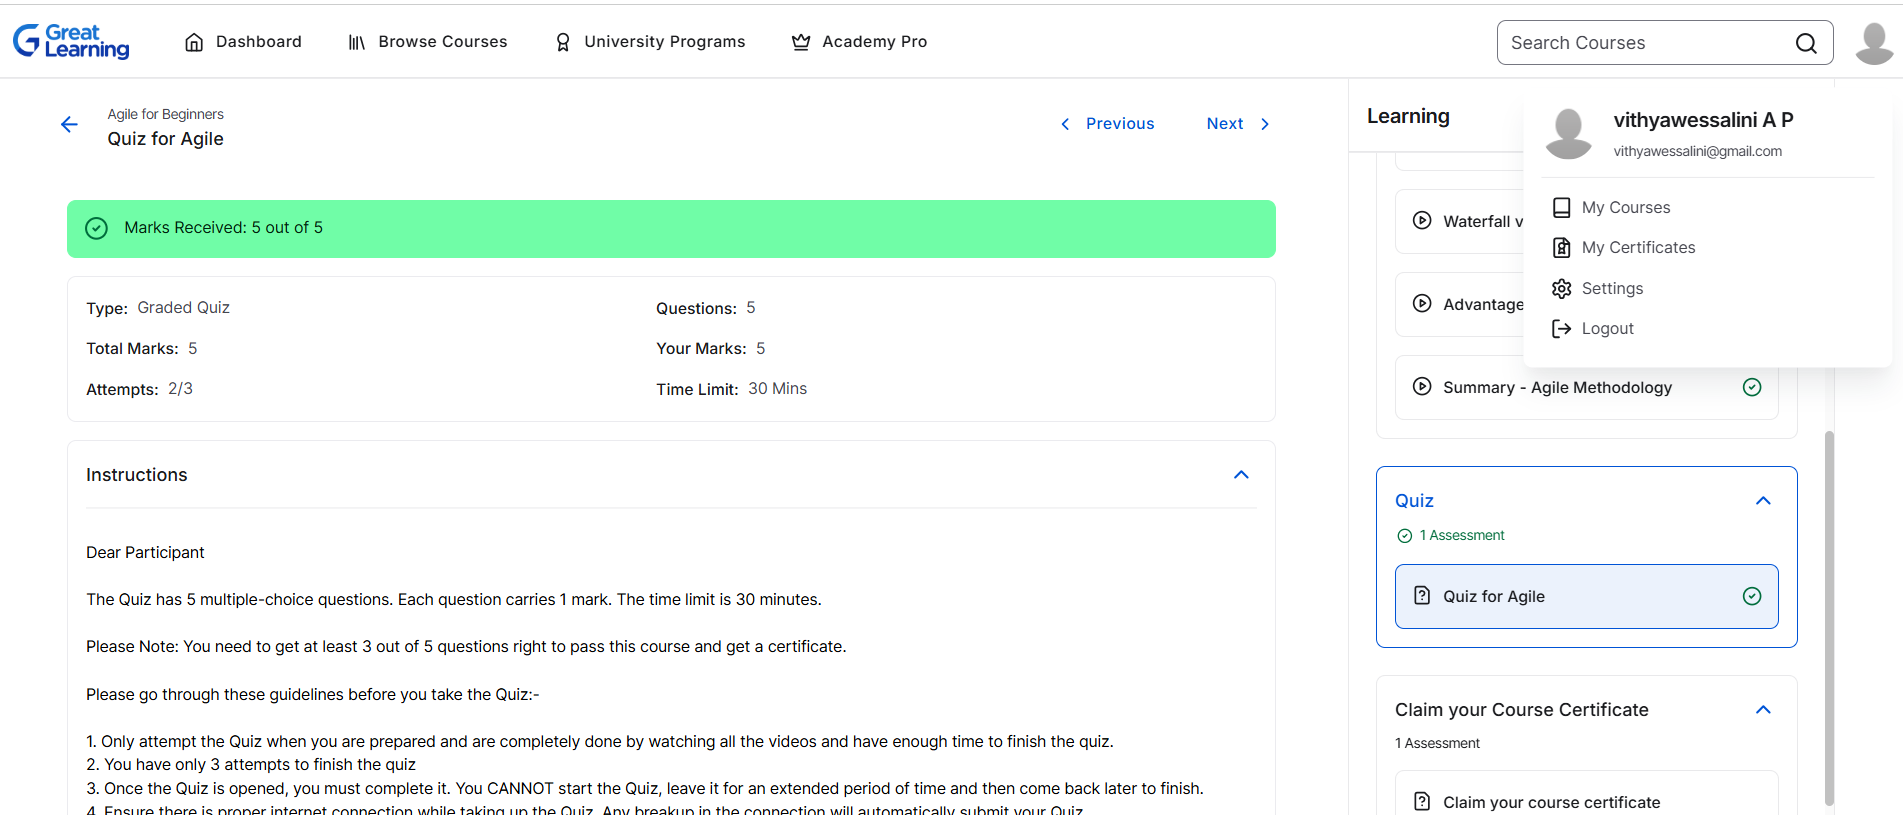 Great Learning
Dashboard
Browse Courses
University Programs
Academy Pro
Search Courses
Agile for Beginners
Quiz for Agile
Previous
Next
Marks Received: 5 out of 5
Type: Graded Quiz
Questions: 5
Total Marks: 5
Your Marks: 5
Attempts: 2/3
Time Limit: 30 Mins
Instructions
Dear Participant
The Quiz has 5 multiple-choice questions. Each question carries 1 mark. The time limit is 30 minutes.
Please Note: You need to get at least 3 out of 5 questions right to pass this course and get a certificate.
Please go through these guidelines before you take the Quiz:-
1. Only attempt the Quiz when you are prepared and are completely done by watching all the videos and have enough time to finish the quiz.
2. You have only 3 attempts to finish the quiz
3. Once the Quiz is opened, you must complete it. You CANNOT start the Quiz, leave it for an extended period of time and then come back later to finish.
4. Ensure there is proper internet connection while taking up the Quiz. Any breakup in the connection will automatically submit your Quiz.
Learning
vithyawessalini A P
vithyawessalini@gmail.com
My Courses
My Certificates
Settings
Logout
Waterfall v
Advantage
Summary - Agile Methodology
Quiz
1 Assessment
Quiz for Agile
Claim your Course Certificate
1 Assessment
Claim your course certificate